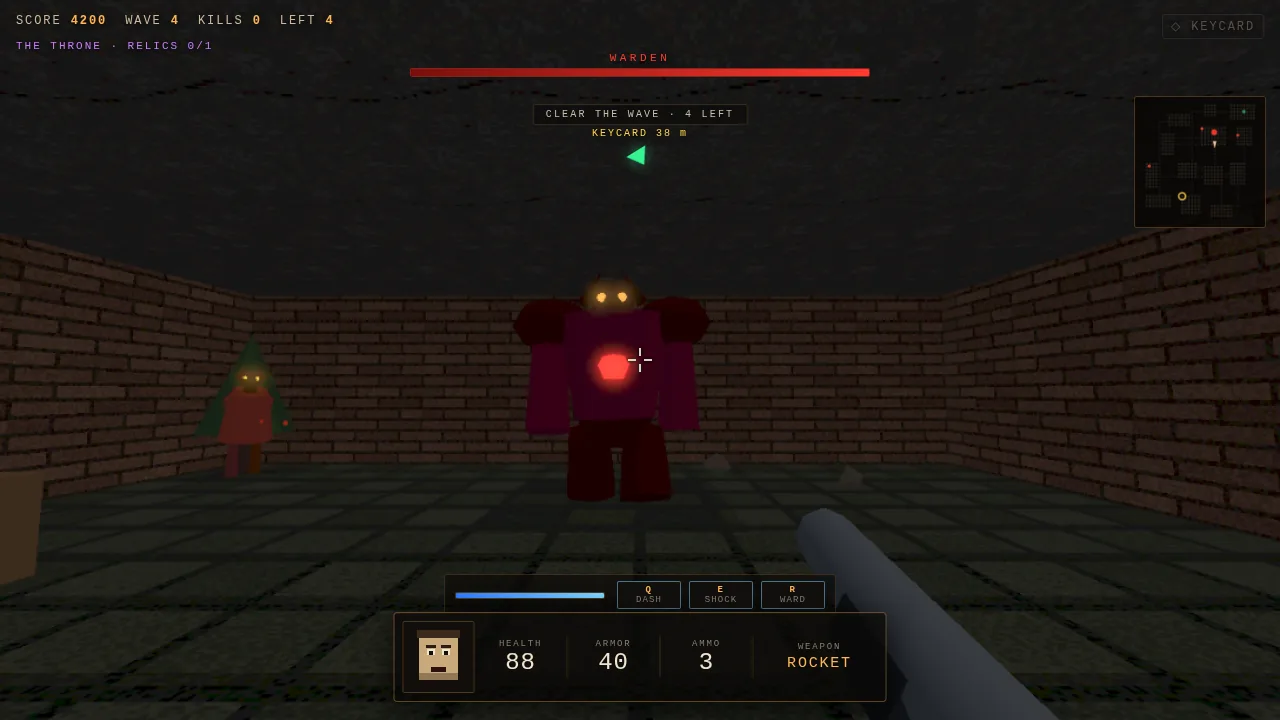 SCORE 4200 WAVE 4 KILLS 0 LEFT 4
THE THRONE · RELICS 0/1
◇ KEYCARD
WARDEN
CLEAR THE WAVE · 4 LEFT
KEYCARD 38 m
Q E R
DASH SHOCK WARD
HEALTH ARMOR AMMO WEAPON
88 40 3 ROCKET